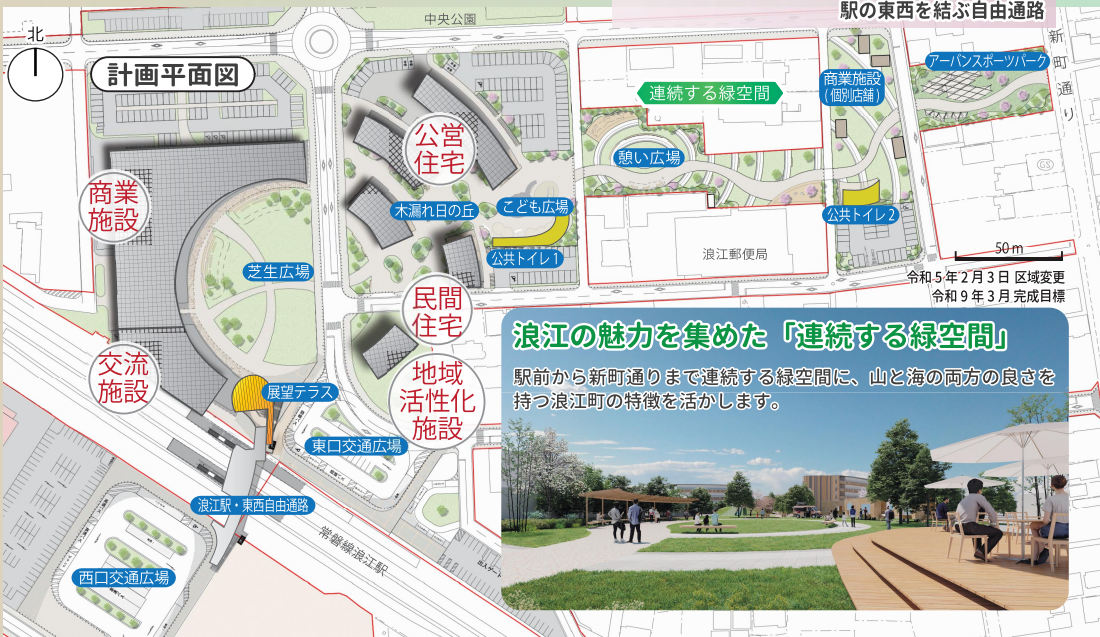 駅の東西を結ぶ自由通路
中央公園
北
計画平面図
新町通り
アーバンスポーツパーク
商業施設
(個別店舗)
連続する緑空間
公営
住宅
憩い広場
GS
商業
施設
木漏れ日の丘
こども広場
公共トイレ2
公共トイレ1
浪江郵便局
50m
芝生広場
令和5年2月3日 区域変更
令和9年3月 完成目標
民間
住宅
浪江の魅力を集めた「連続する緑空間」
駅前から新町通りまで連続する緑空間に、山と海の両方の良さを
持つ浪江町の特徴を活かします。
交流
施設
地域
活性化
施設
展望テラス
東口交通広場
浪江駅・東西自由通路
常磐線浪江駅
西口交通広場